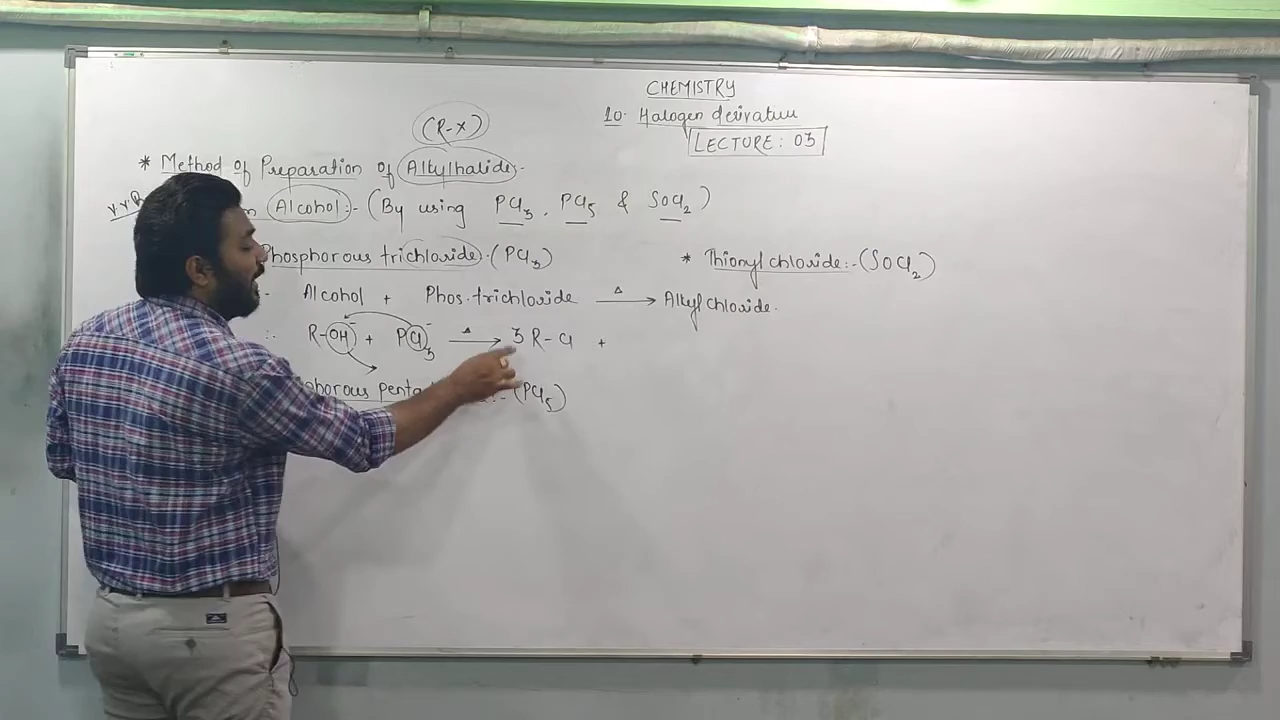 CHEMISTRY
10. Halogen derivative
LECTURE: 03
(R-X)
* Method of Preparation of Alkylhalide:-
Alcohol:- (By using PCl3, PCl5 & SOCl2)
Phosphorous trichloride:- (PCl3)
* Thionyl chloride:- (SOCl2)
Alcohol + Phos. trichloride Δ→ Alkyl chloride.
∴ R-OH⁻ + PCl3⁻ Δ→ 3 R-Cl +
(PCl5)